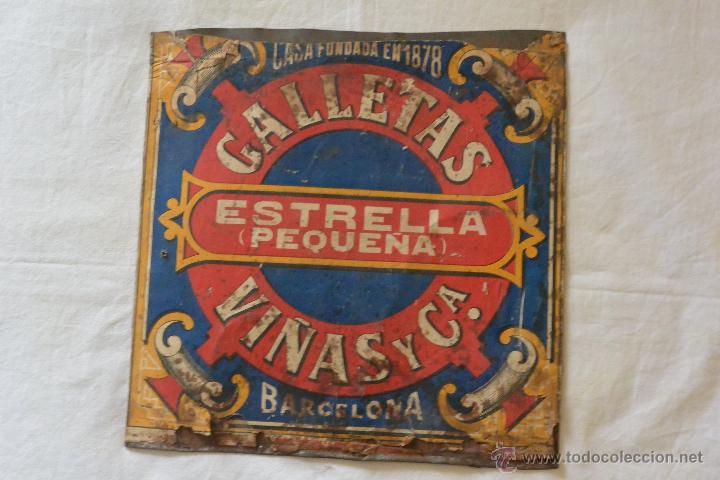 CASA FUNDADA EN 1878
GALLETAS
ESTRELLA
(PEQUEÑA)
VIÑAS Y Cª.
BARCELONA
www.todocoleccion.net